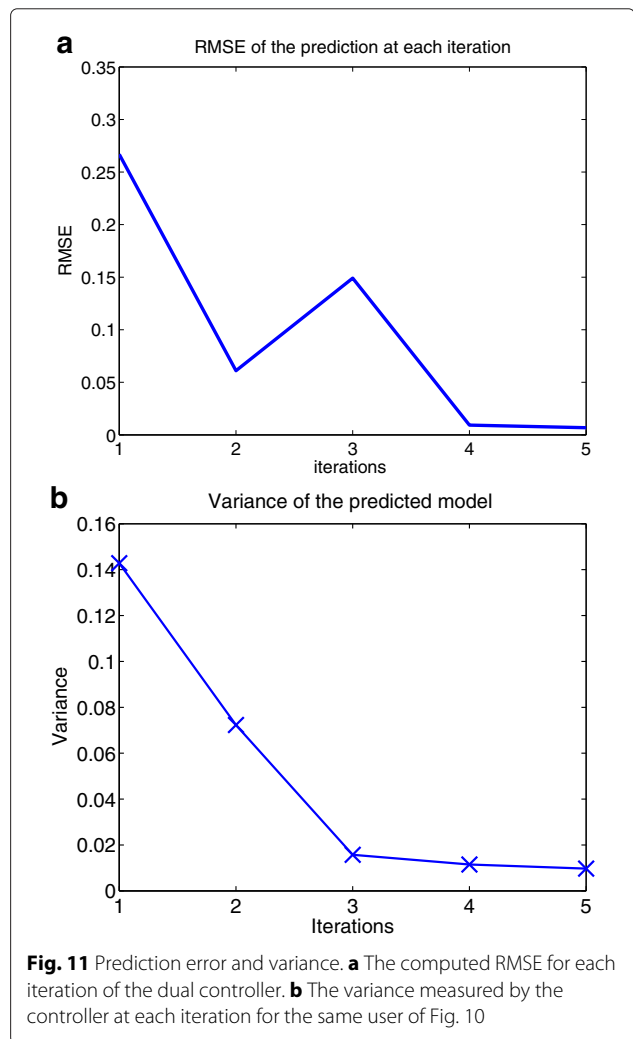 a
RMSE of the prediction at each iteration
0.35
0.3
0.25
0.2
0.15
0.1
0.05
0
RMSE
1 2 3 4 5
iterations
b
Variance of the predicted model
0.16
0.14
0.12
0.1
0.08
0.06
0.04
0.02
0
Variance
1 2 3 4 5
Iterations
Fig. 11 Prediction error and variance. a The computed RMSE for each
iteration of the dual controller. b The variance measured by the
controller at each iteration for the same user of Fig. 10